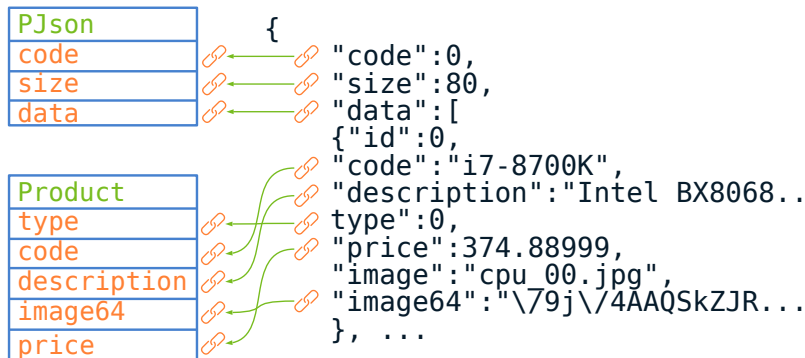 PJson
code
size
data
Product
type
code
description
image64
price
{
"code":0,
"size":80,
"data":[
{"id":0,
"code":"i7-8700K",
"description":"Intel BX8068..
type":0,
"price":374.88999,
"image":"cpu_00.jpg",
"image64":"\/9j\/4AAQSkZJR...
}, ...